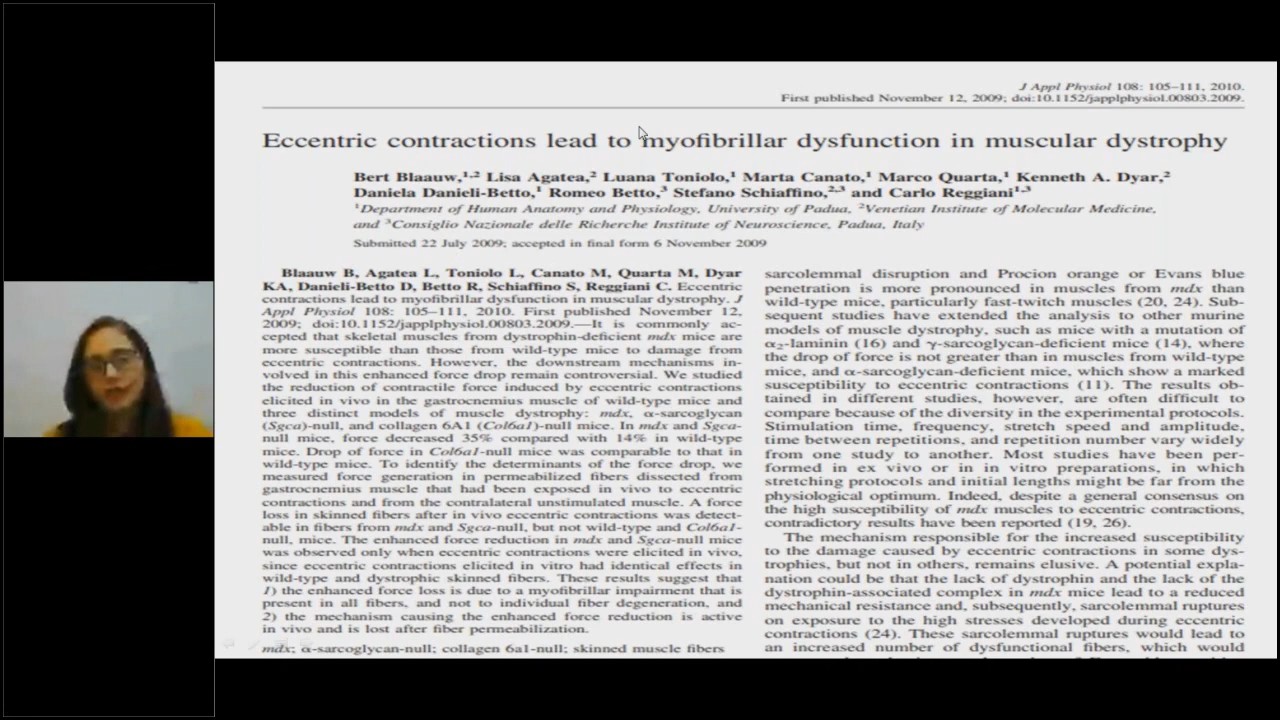 J Appl Physiol 108: 105–111, 2010.
First published November 12, 2009; doi:10.1152/japplphysiol.00803.2009.
Eccentric contractions lead to myofibrillar dysfunction in muscular dystrophy
Bert Blaauw,1,2 Lisa Agatea,2 Luana Toniolo,1 Marta Canato,1 Marco Quarta,1 Kenneth A. Dyar,2
Daniela Danieli-Betto,1 Romeo Betto,3 Stefano Schiaffino,2,3 and Carlo Reggiani1,3
1Department of Human Anatomy and Physiology, University of Padua, 2Venetian Institute of Molecular Medicine,
and 3Consiglio Nazionale delle Ricerche Institute of Neuroscience, Padua, Italy
Submitted 22 July 2009; accepted in final form 6 November 2009
Blaauw B, Agatea L, Toniolo L, Canato M, Quarta M, Dyar
KA, Danieli-Betto D, Betto R, Schiaffino S, Reggiani C. Eccentric
contractions lead to myofibrillar dysfunction in muscular dystrophy. J
Appl Physiol 108: 105–111, 2010. First published November 12,
2009; doi:10.1152/japplphysiol.00803.2009.—It is commonly ac-
cepted that skeletal muscles from dystrophin-deficient mdx mice are
more susceptible than those from wild-type mice to damage from
eccentric contractions. However, the downstream mechanisms in-
volved in this enhanced force drop remain controversial. We studied
the reduction of contractile force induced by eccentric contractions
elicited in vivo in the gastrocnemius muscle of wild-type mice and
three distinct models of muscle dystrophy: mdx, α-sarcoglycan
(Sgca)-null, and collagen 6A1 (Col6a1)-null mice. In mdx and Sgca-
null mice, force decreased 35% compared with 14% in wild-type
mice. Drop of force in Col6a1-null mice was comparable to that in
wild-type mice. To identify the determinants of the force drop, we
measured force generation in permeabilized fibers dissected from
gastrocnemius muscle that had been exposed in vivo to eccentric
contractions and from the contralateral unstimulated muscle. A force
loss in skinned fibers after in vivo eccentric contractions was detect-
able in fibers from mdx and Sgca-null, but not wild-type and Col6a1-
null, mice. The enhanced force reduction in mdx and Sgca-null mice
was observed only when eccentric contractions were elicited in vivo,
since eccentric contractions elicited in vitro had identical effects in
wild-type and dystrophic skinned fibers. These results suggest that
1) the enhanced force loss is due to a myofibrillar impairment that is
present in all fibers, and not to individual fiber degeneration, and
2) the mechanism causing the enhanced force reduction is active
in vivo and is lost after fiber permeabilization.
mdx; α-sarcoglycan-null; collagen 6a1-null; skinned muscle fibers
sarcolemmal disruption and Procion orange or Evans blue
penetration is more pronounced in muscles from mdx than
wild-type mice, particularly fast-twitch muscles (20, 24). Sub-
sequent studies have extended the analysis to other murine
models of muscle dystrophy, such as mice with a mutation of
α2-laminin (16) and γ-sarcoglycan-deficient mice (14), where
the drop of force is not greater than in muscles from wild-type
mice, and α-sarcoglycan-deficient mice, which show a marked
susceptibility to eccentric contractions (11). The results ob-
tained in different studies, however, are often difficult to
compare because of the diversity in the experimental protocols.
Stimulation time, frequency, stretch speed and amplitude,
time between repetitions, and repetition number vary widely
from one study to another. Most studies have been per-
formed in ex vivo or in in vitro preparations, in which
stretching protocols and initial lengths might be far from the
physiological optimum. Indeed, despite a general consensus on
the high susceptibility of mdx muscles to eccentric contractions,
contradictory results have been reported (19, 26).
The mechanism responsible for the increased susceptibility
to the damage caused by eccentric contractions in some dys-
trophies, but not in others, remains elusive. A potential expla-
nation could be that the lack of dystrophin and the lack of the
dystrophin-associated complex in mdx mice lead to a reduced
mechanical resistance and, subsequently, sarcolemmal ruptures
on exposure to the high stresses developed during eccentric
contractions (24). These sarcolemmal ruptures would lead to
an increased number of dysfunctional fibers, which would